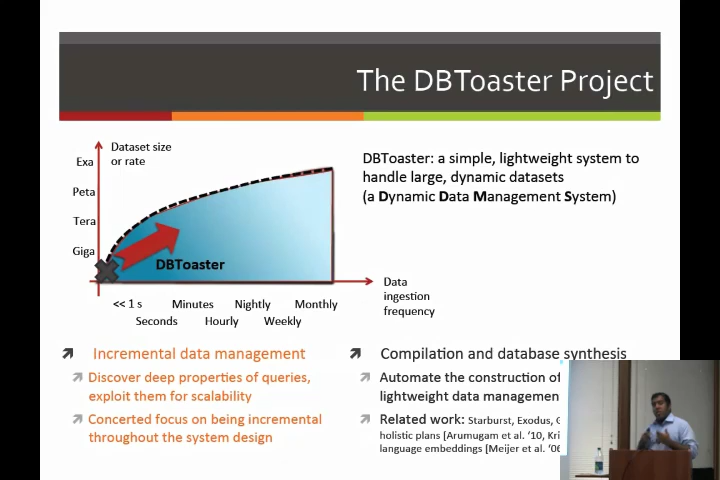 The DBToaster Project
Dataset size
or rate
Exa
Peta
Tera
Giga
DBToaster
<< 1 s
Minutes
Nightly
Monthly
Seconds
Hourly
Weekly
Data
ingestion
frequency
DBToaster: a simple, lightweight system to
handle large, dynamic datasets
(a Dynamic Data Management System)
Incremental data management
Discover deep properties of queries,
exploit them for scalability
Concerted focus on being incremental
throughout the system design
Compilation and database synthesis
Automate the construction of
lightweight data management
Related work: Starburst, Exodus,
holistic plans [Arumugam et al. '10,
language embeddings [Meijer et al.